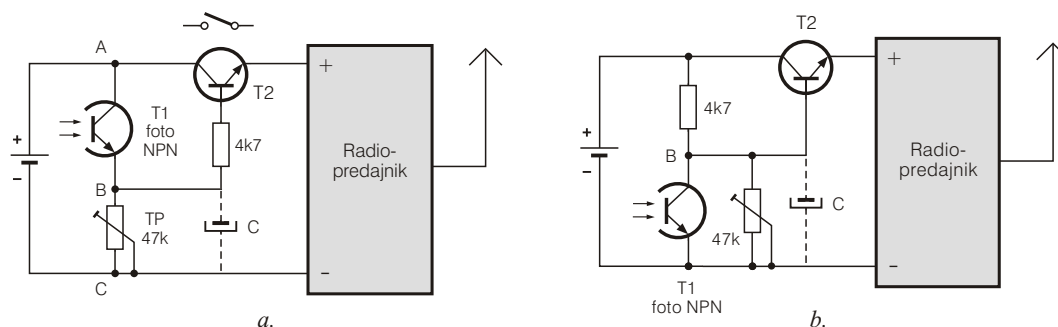 A
T2
+
T1
foto
NPN
4k7
+
-
Radio-
predajnik
B
TP
47k
C
C
-
a.
T2
+
4k7
+
-
B
Radio-
predajnik
C
47k
-
T1
foto NPN
b.